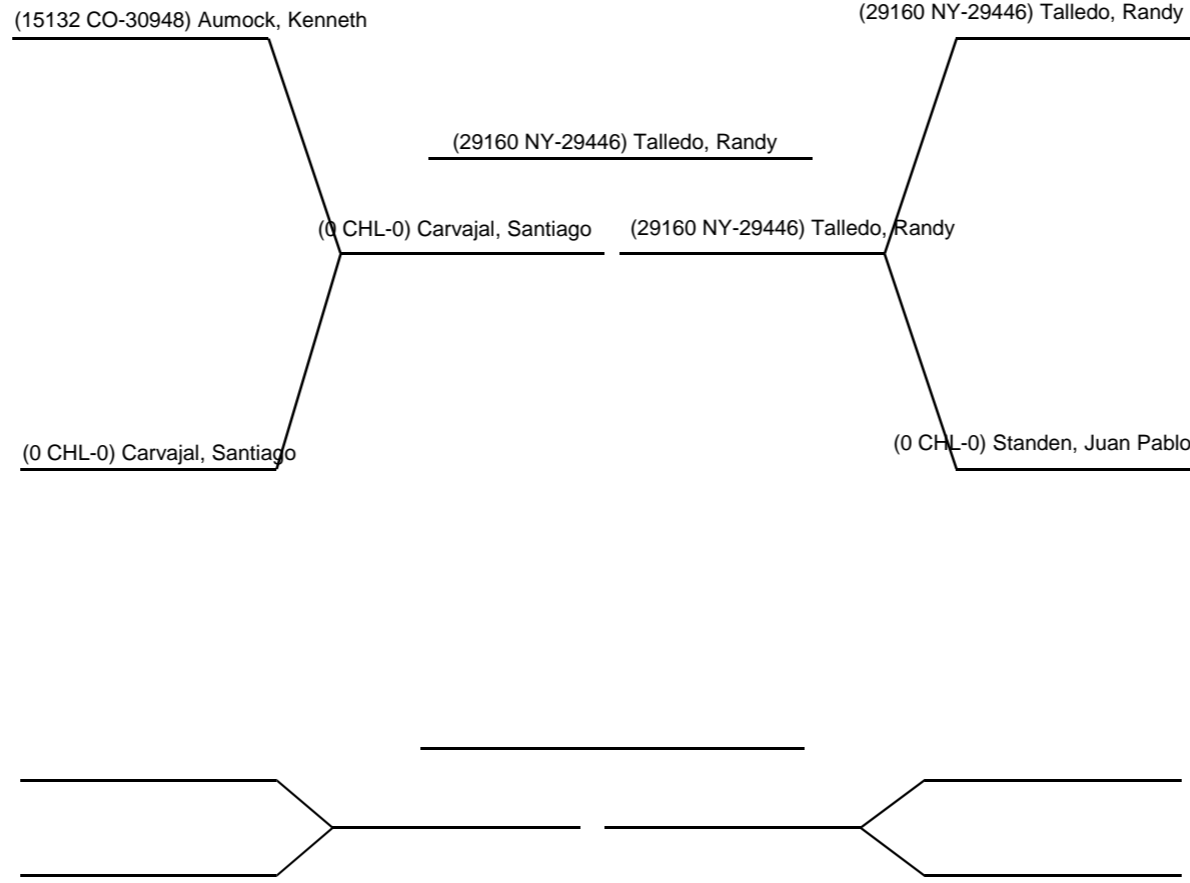 (15132 CO-30948) Aumock, Kenneth
(29160 NY-29446) Talledo, Randy
(29160 NY-29446) Talledo, Randy
(0 CHL-0) Carvajal, Santiago
(29160 NY-29446) Talledo, Randy
(0 CHL-0) Carvajal, Santiago
(0 CHL-0) Standen, Juan Pablo